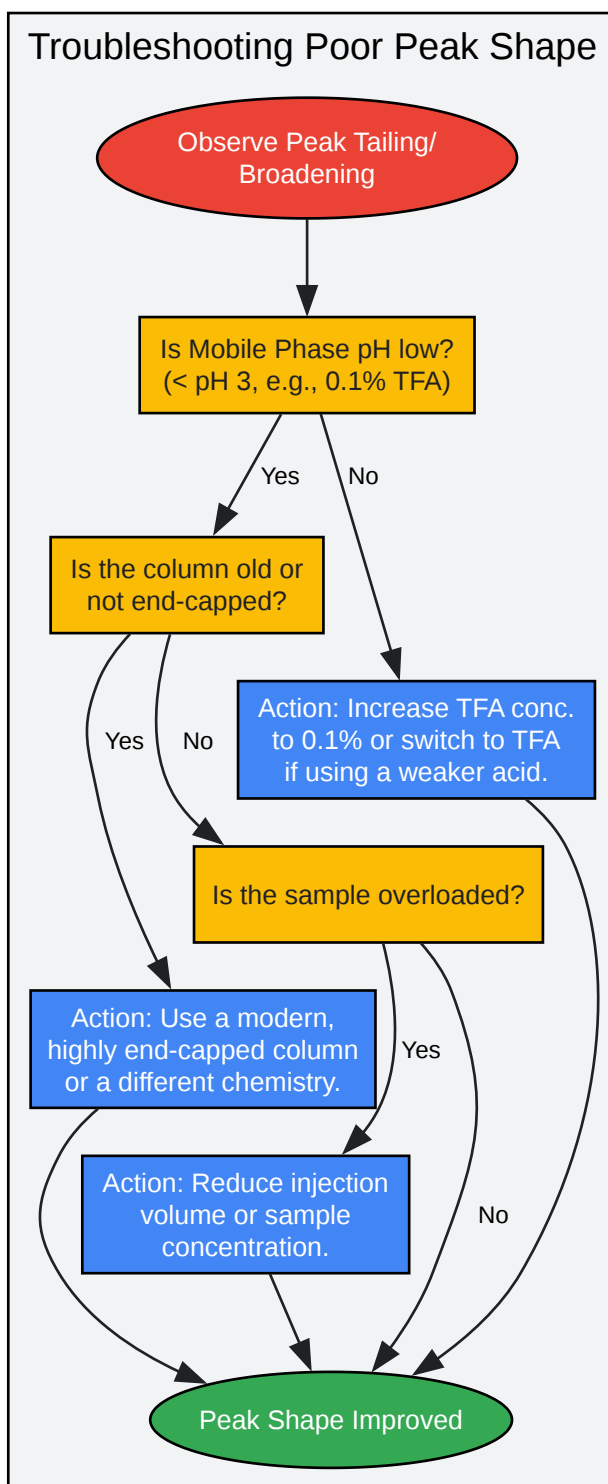 Troubleshooting Poor Peak Shape
Observe Peak Tailing/
Broadening
Is Mobile Phase pH low?
(< pH 3, e.g., 0.1% TFA)
Yes
No
Is the column old or
not end-capped?
Yes
No
Action: Increase TFA conc.
to 0.1% or switch to TFA
if using a weaker acid.
Is the sample overloaded?
Action: Use a modern,
highly end-capped column
or a different chemistry.
Yes
Action: Reduce injection
volume or sample
concentration.
No
Peak Shape Improved